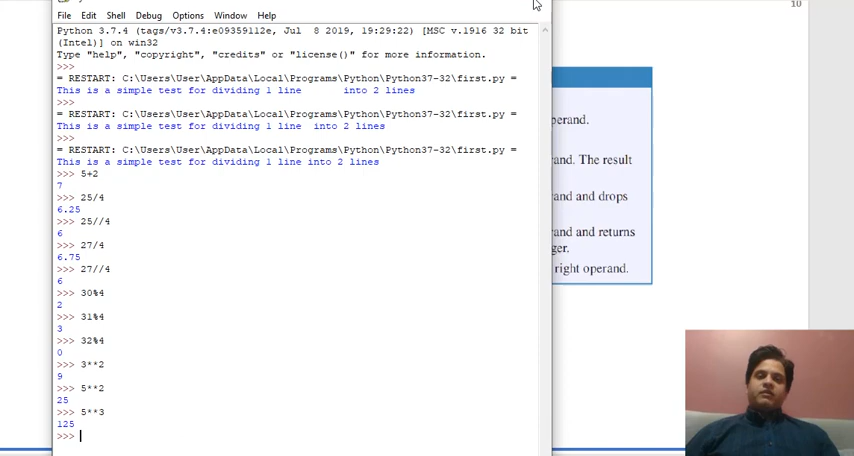 10
File Edit Shell Debug Options Window Help
Python 3.7.4 (tags/v3.7.4:e09359112e, Jul 8 2019, 19:29:22) [MSC v.1916 32 bit
(Intel)] on win32
Type "help", "copyright", "credits" or "license()" for more information.
>>>
= RESTART: C:\Users\User\AppData\Local\Programs\Python\Python37-32\first.py =
This is a simple test for dividing 1 line      into 2 lines
>>>
= RESTART: C:\Users\User\AppData\Local\Programs\Python\Python37-32\first.py =
This is a simple test for dividing 1 line  into 2 lines
>>>
= RESTART: C:\Users\User\AppData\Local\Programs\Python\Python37-32\first.py =
This is a simple test for dividing 1 line into 2 lines
>>> 5+2
7
>>> 25/4
6.25
>>> 25//4
6
>>> 27/4
6.75
>>> 27//4
6
>>> 30%4
2
>>> 31%4
3
>>> 32%4
0
>>> 3**2
9
>>> 5**2
25
>>> 5**3
125
>>>
perand.
and. The result
and and drops
and and returns
ger.
right operand.